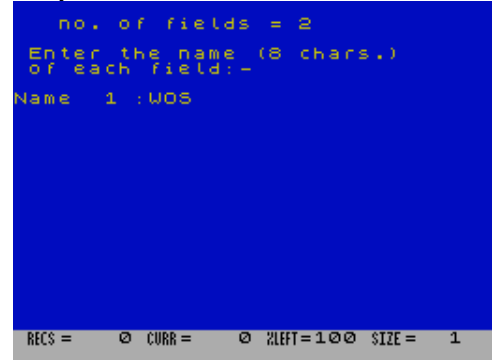 no. of fields = 2
Enter the name (8 chars.)
of each field:-
Name 1 :WOS
RECS = 0 CURR = 0 %LEFT=100 SIZE = 1